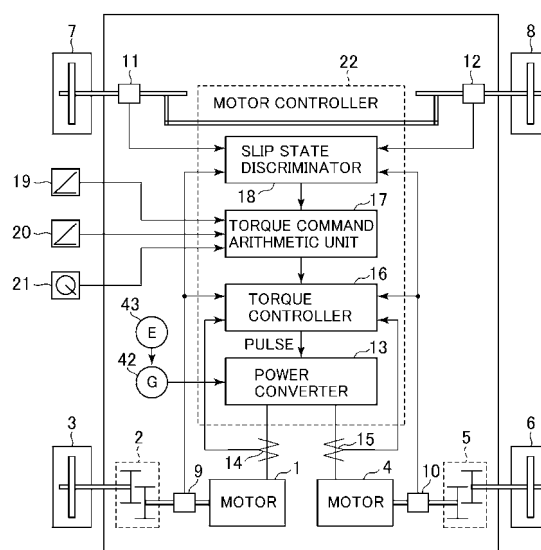 7
8
11
12
22
MOTOR CONTROLLER
SLIP STATE
DISCRIMINATOR
18
17
19
TORQUE COMMAND
ARITHMETIC UNIT
20
21
16
TORQUE
CONTROLLER
43
E
PULSE
13
42
G
POWER
CONVERTER
3
2
14
15
5
6
9
1
4
10
MOTOR
MOTOR